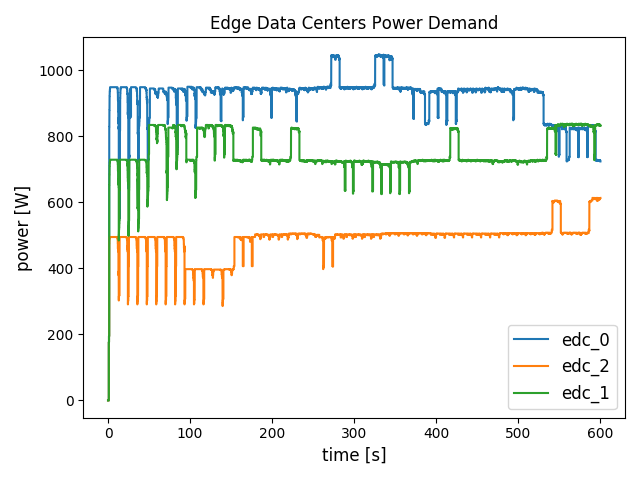 Edge Data Centers Power Demand
1000
800
600
400
200
0
power [W]
0 100 200 300 400 500 600
time [s]
edc_0
edc_2
edc_1